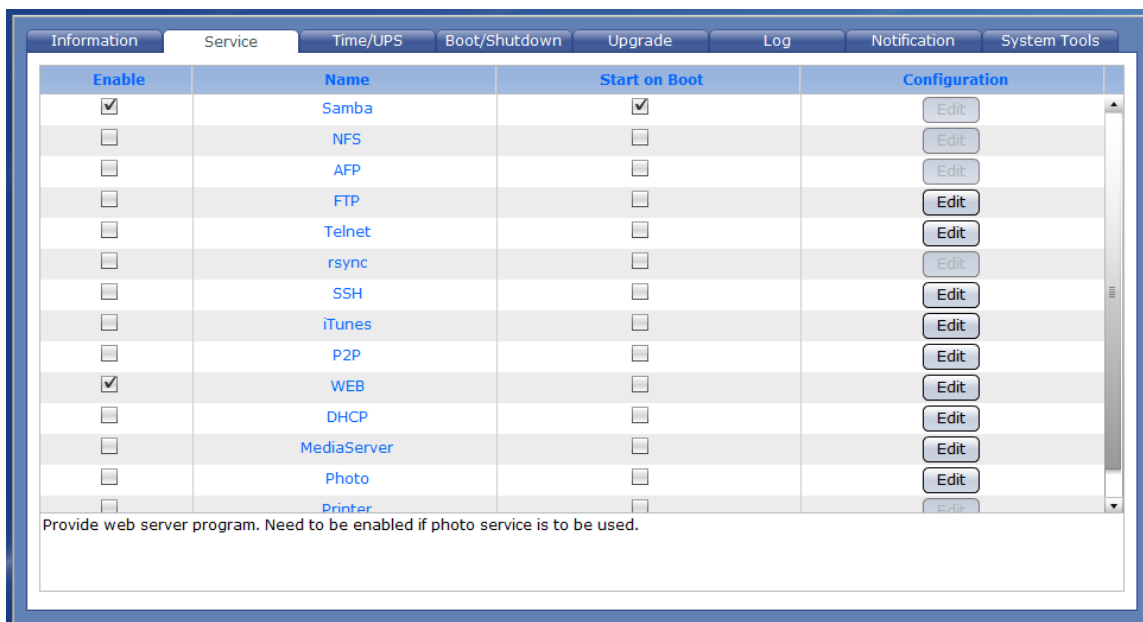 Information Service Time/UPS Boot/Shutdown Upgrade Log Notification System Tools
Enable Name Start on Boot Configuration
Samba Edit
NFS Edit
AFP Edit
FTP Edit
Telnet Edit
rsync Edit
SSH Edit
iTunes Edit
P2P Edit
WEB Edit
DHCP Edit
MediaServer Edit
Photo Edit
Printer Edit
Provide web server program. Need to be enabled if photo service is to be used.